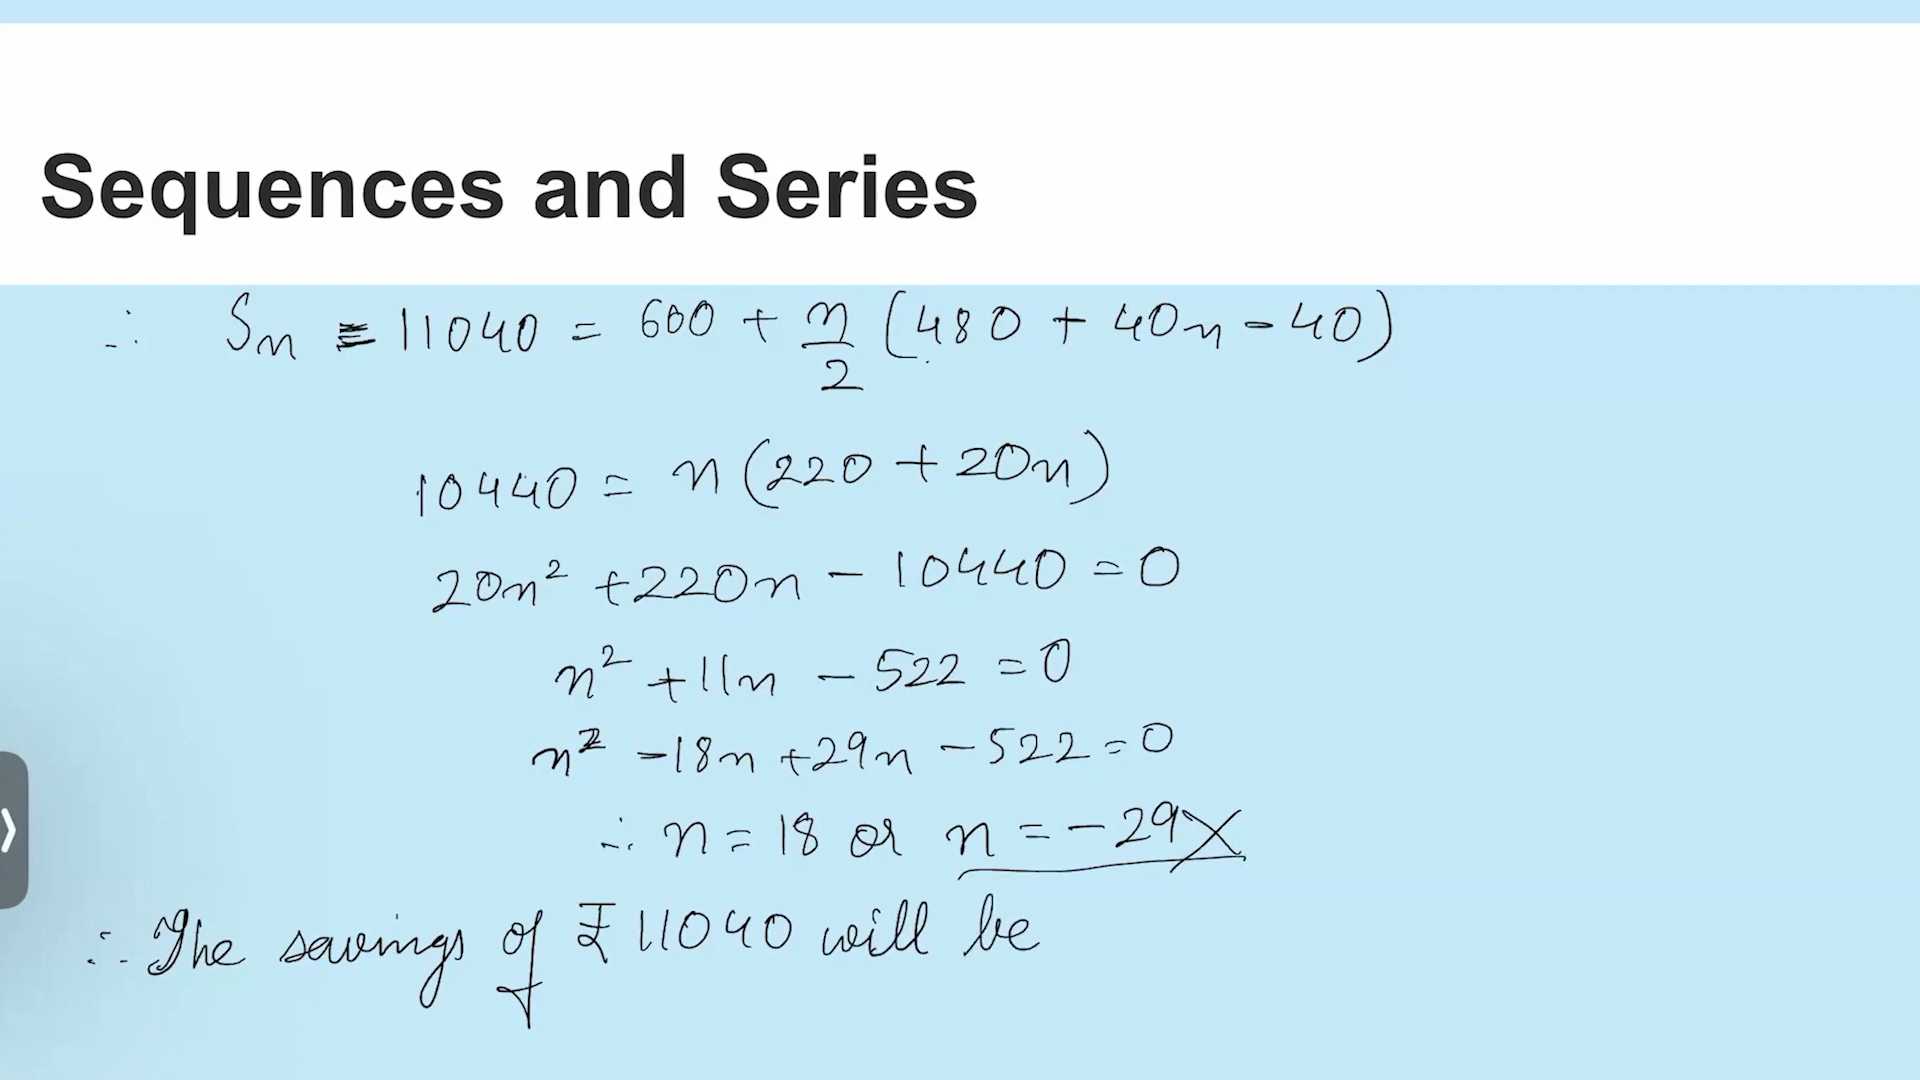 Sequences and Series
∴ Sn = 11040 = 600 + n/2 (480 + 40n - 40)
10440 = n (220 + 20n)
20n² + 220n - 10440 = 0
n² + 11n - 522 = 0
n² - 18n + 29n - 522 = 0
∴ n = 18 or n = -29 X
∴ The savings of ₹ 11040 will be